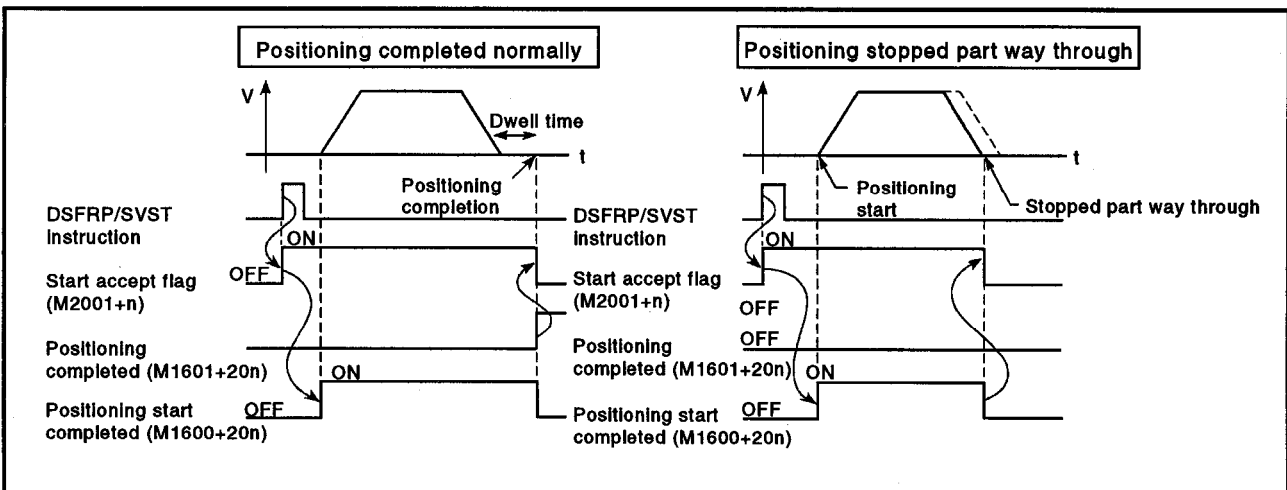 Positioning completed normally
V
Dwell time
t
Positioning
completion
DSFRP/SVST
instruction
ON
OFF
Start accept flag
(M2001+n)
Positioning
completed (M1601+20n)
ON
OFF
Positioning start
completed (M1600+20n)
Positioning stopped part way through
V
t
Positioning
start
Stopped part way through
DSFRP/SVST
instruction
ON
Start accept flag
(M2001+n)
OFF
OFF
Positioning
completed (M1601+20n)
ON
OFF
Positioning start
completed (M1600+20n)